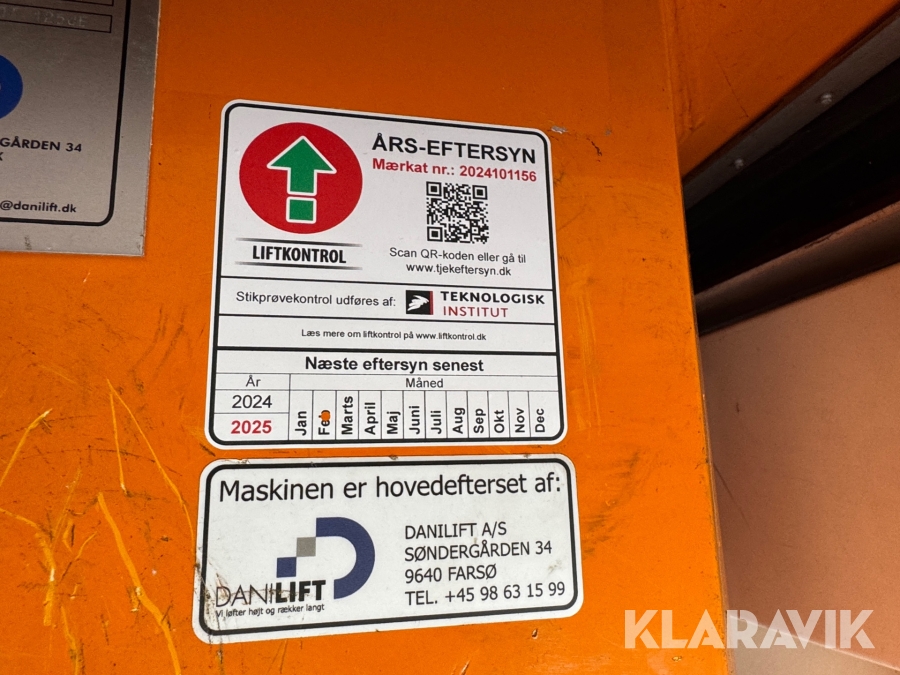 GÅRDEN 34
@danilift.dk
ÅRS-EFTERSYN
Mærkat nr.: 2024101156
LIFTKONTROL
Scan QR-koden eller gå til
www.tjekeftersyn.dk
Stikprøvekontrol udføres af: TEKNOLOGISK
INSTITUT
Læs mere om liftkontrol på www.liftkontrol.dk
Næste eftersyn senest
År Måned
2024
2025
Jan Feb Marts April Maj Juni Juli Aug Sep Okt Nov Dec
Maskinen er hovedefterset af:
DANILIFT A/S
SØNDERGÅRDEN 34
9640 FARSØ
TEL. +45 98 63 15 99
DANILIFT
Vi løfter højt og rækker langt
KLARAVIK